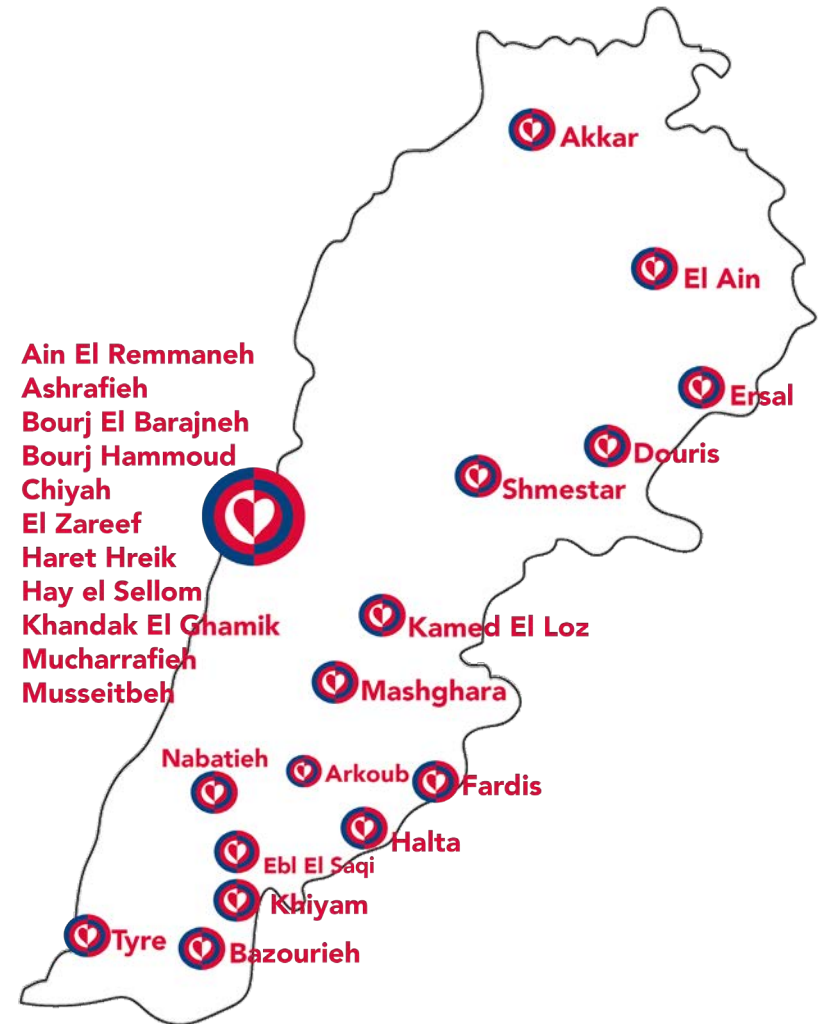 Akkar
El Ain
Ain El Remmaneh
Ashrafieh
Bourj El Barajneh
Bourj Hammoud
Chiyah
El Zareef
Haret Hreik
Hay el Sellom
Khandak El Ghamik
Mucharrafieh
Musseitbeh
Ersal
Douris
Shmestar
Kamed El Loz
Mashghara
Nabatieh
Arkoub
Fardis
Halta
Ebl El Saqi
Khiyam
Tyre
Bazourieh